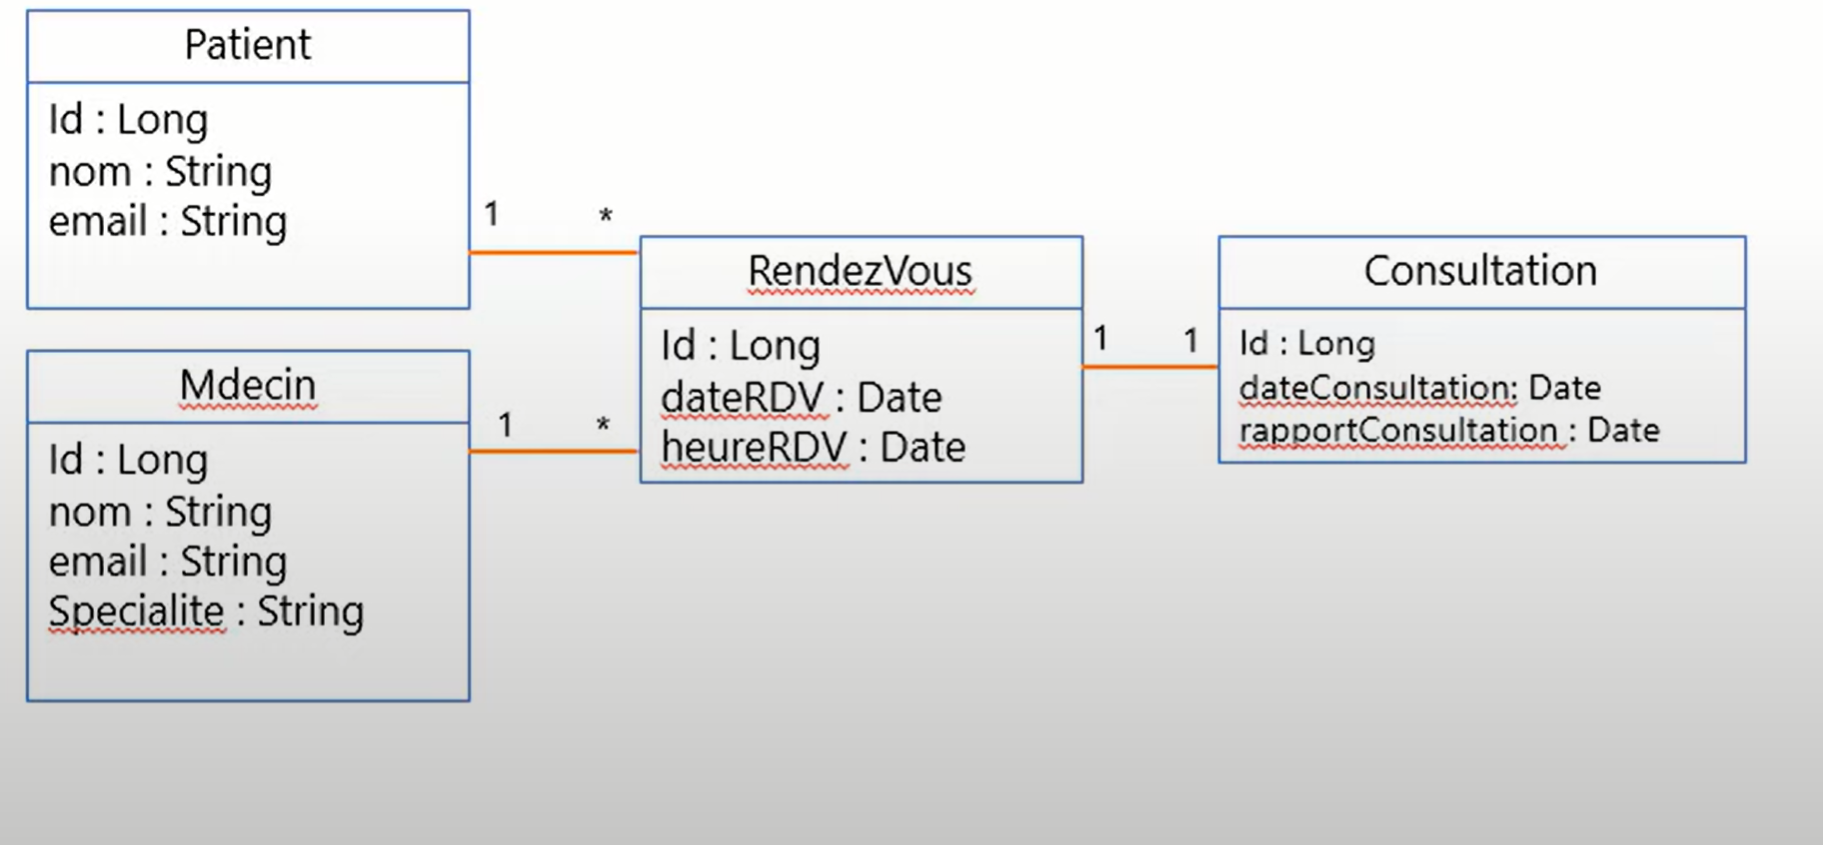 Patient
Id : Long
nom : String
email : String
1 *
Mdecin
Id : Long
nom : String
email : String
Specialite : String
1 *
RendezVous
Id : Long
dateRDV : Date
heureRDV : Date
1 1
Consultation
Id : Long
dateConsultation: Date
rapportConsultation : Date